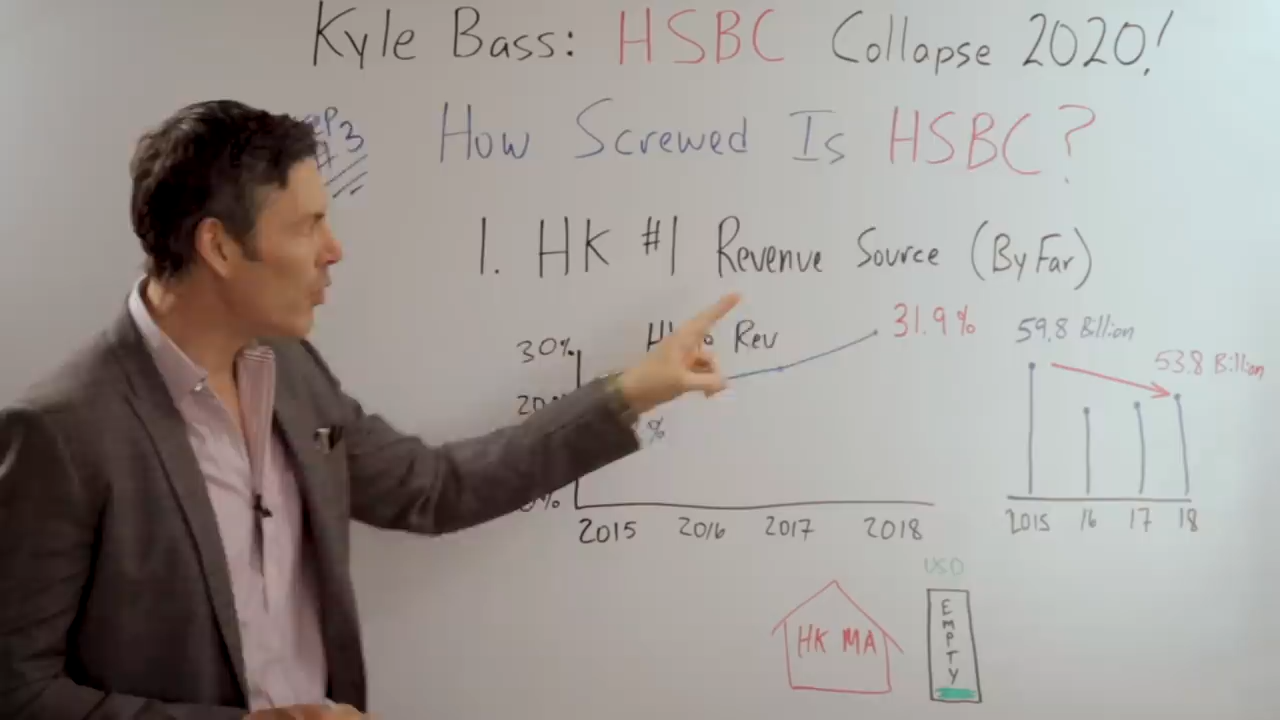 Kyle Bass: HSBC Collapse 2020!
How Screwed Is HSBC?
1. HK #1 Revenue Source (By Far)
30%
Rev
31.9%
%
2015 2016 2017 2018
59.8 Billion
53.8 Billion
2015 16 17 18
HK MA
USD
EMPTY